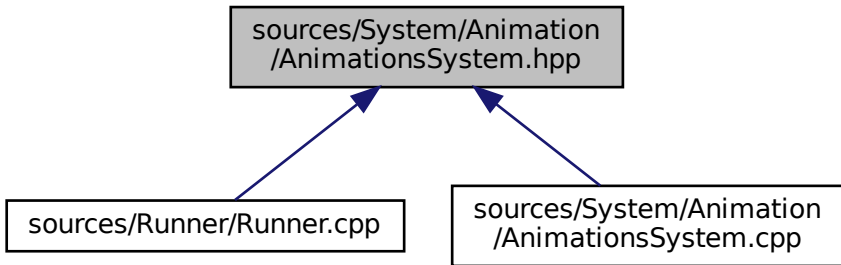 sources/System/Animation
/AnimationsSystem.hpp
sources/Runner/Runner.cpp
sources/System/Animation
/AnimationsSystem.cpp